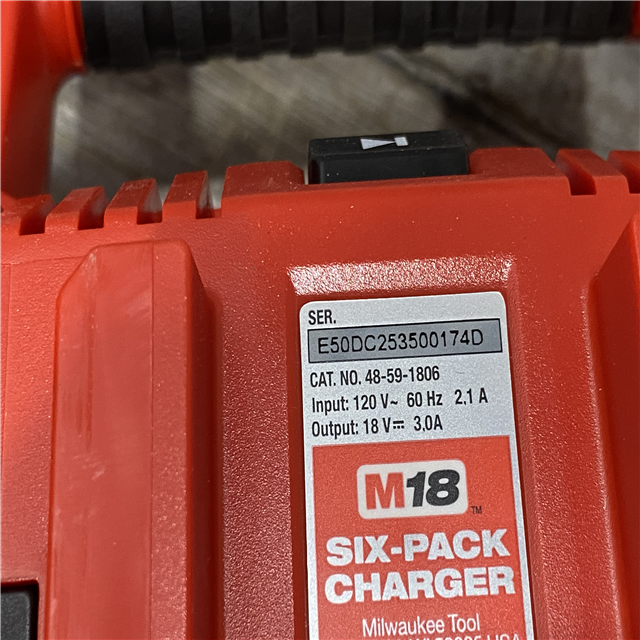 SER.
E50DC253500174D
CAT. NO. 48-59-1806
Input: 120 V~ 60 Hz 2.1 A
Output: 18 V⎓ 3.0A
M18™
SIX-PACK
CHARGER
Milwaukee Tool